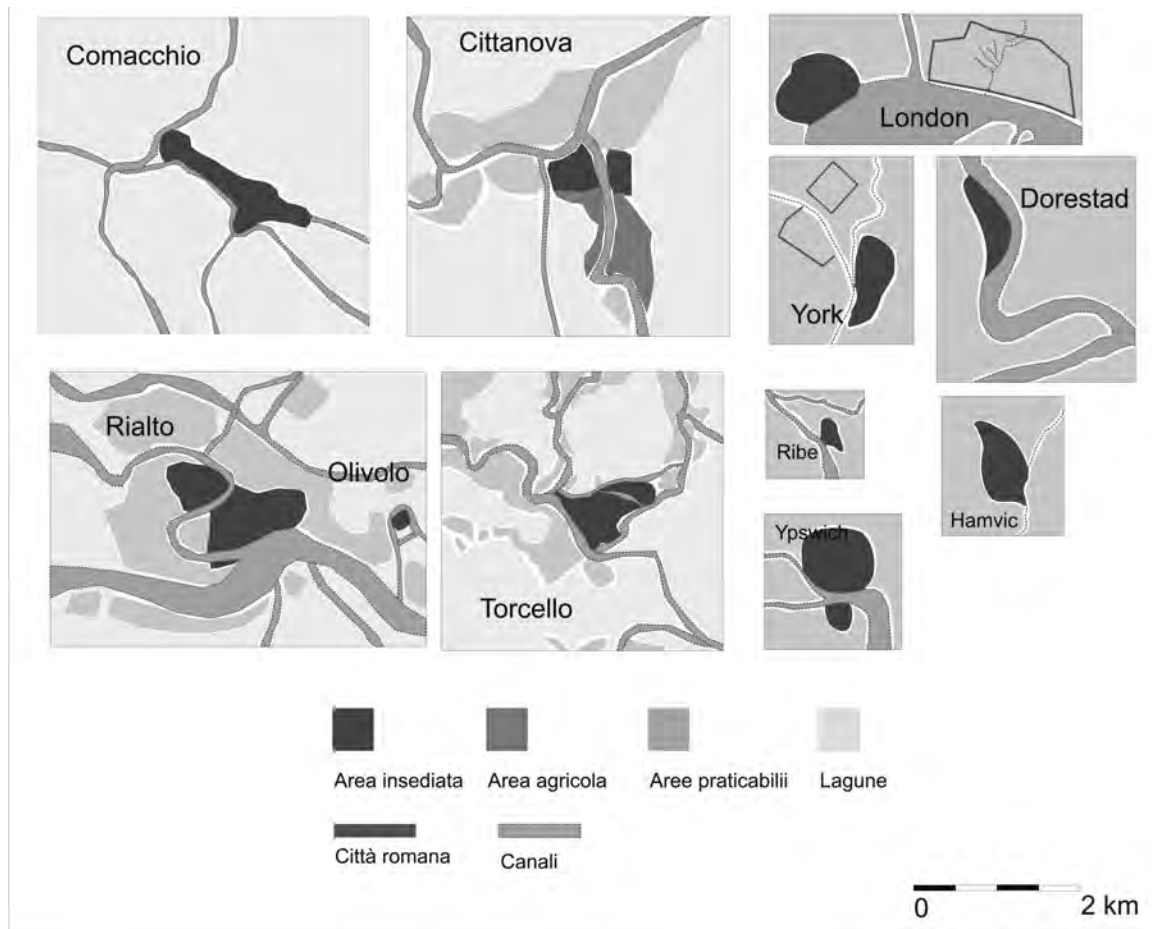 Comacchio
Cittanova
London
York
Dorestad
Rialto
Olivolo
Torcello
Ribe
Hamvic
Ypswich
Area insediata
Area agricola
Aree praticabilii
Lagune
Città romana
Canali
0
2 km